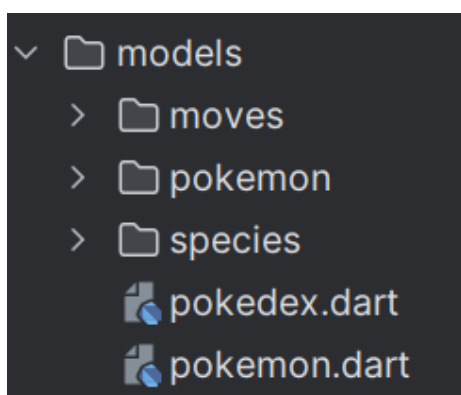 models
moves
pokemon
species
pokedex.dart
pokemon.dart